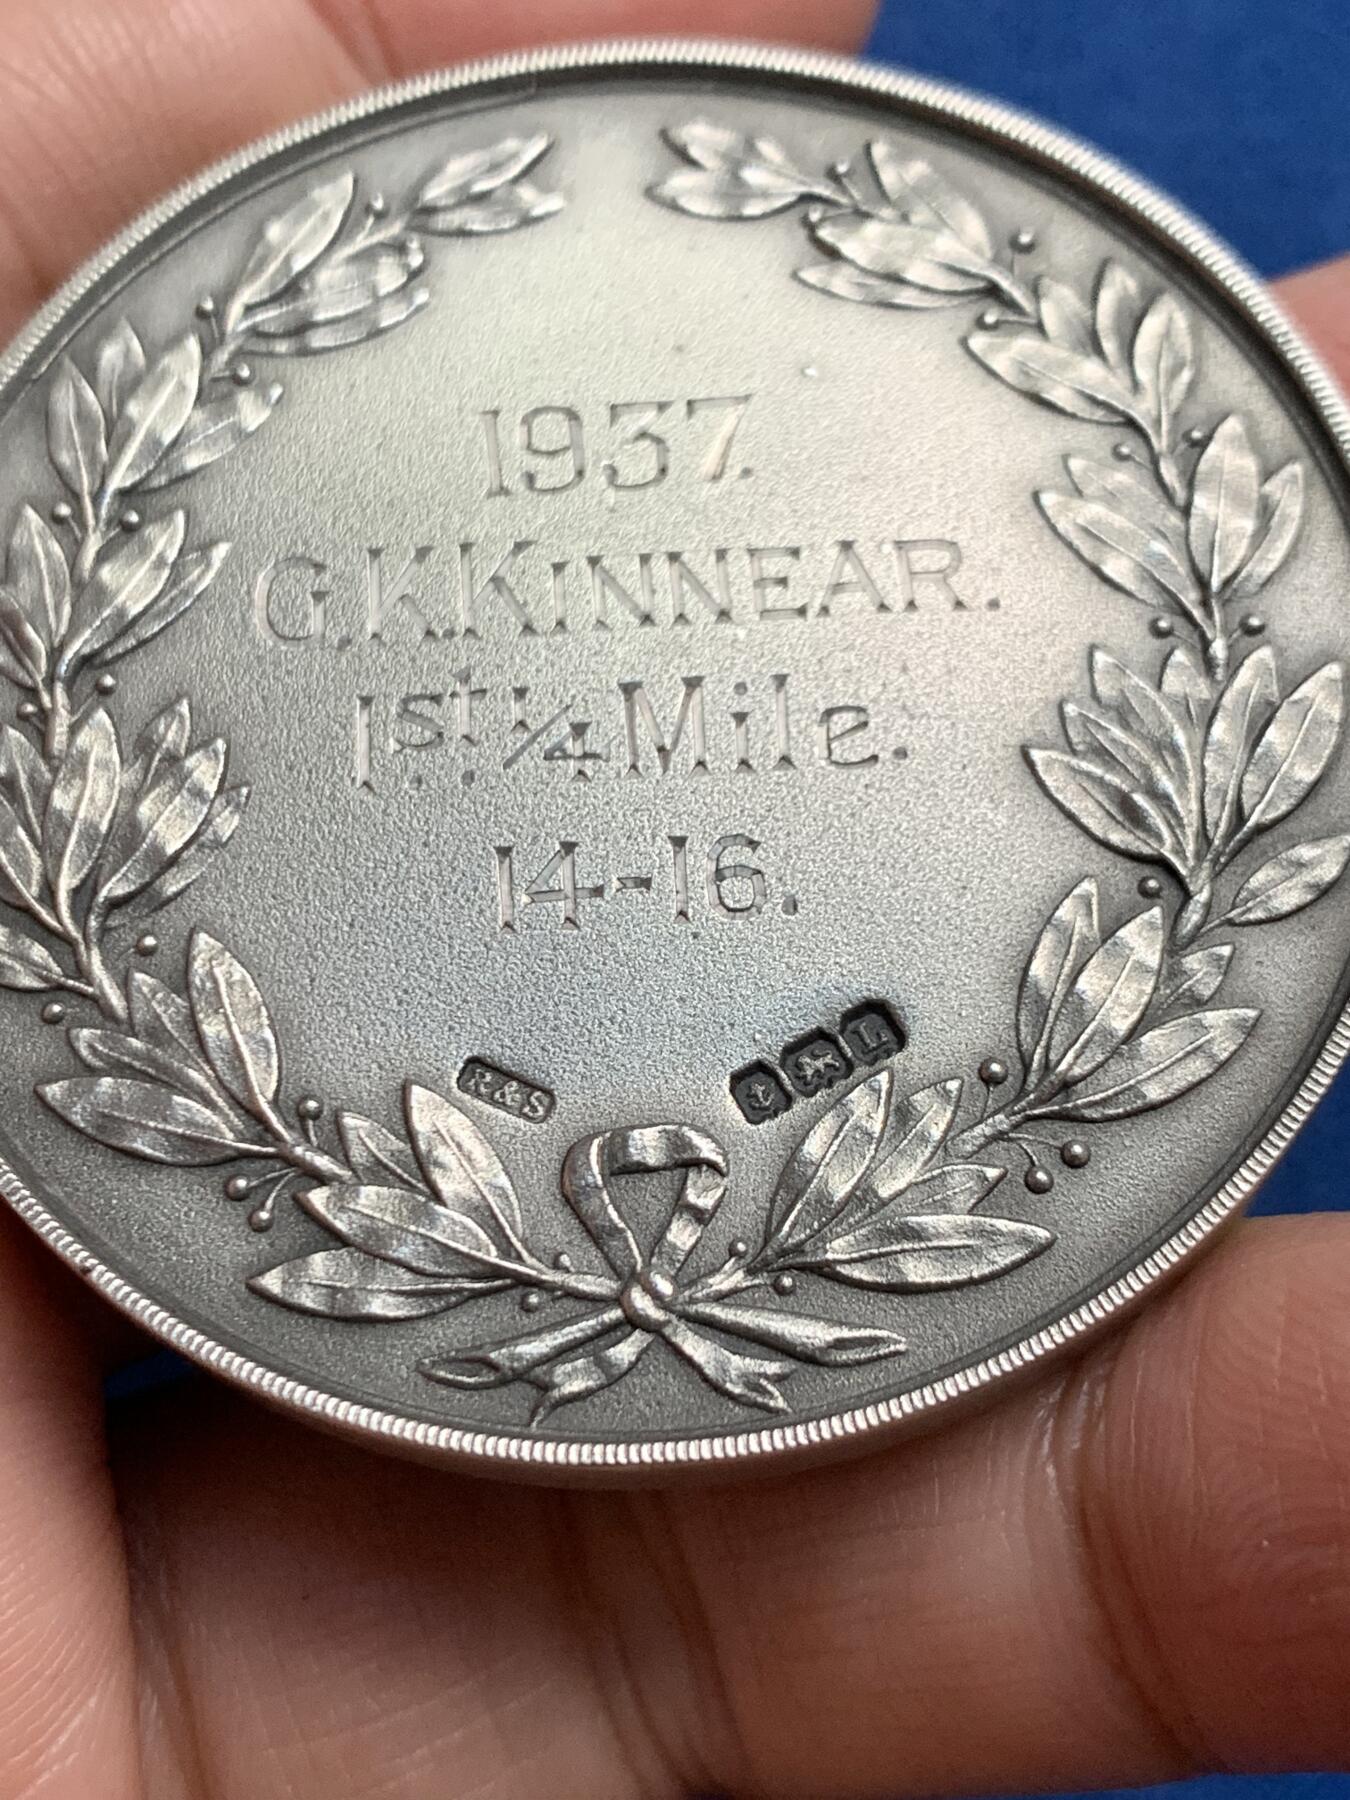 1937.
G.K.KINNEAR.
1st. 1/4 Mile.
14-16.
R&S
L